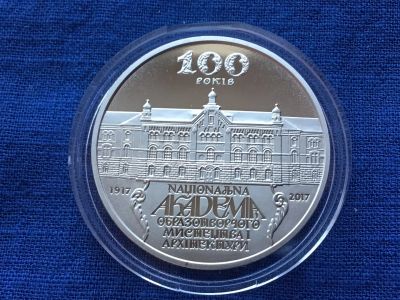 100
РОКІВ
1917 2017
НАЦІОНАЛЬНА
АКАДЕМІЯ
ОБРАЗОТВОРЧОГО
МИСТЕЦТВА І
АРХІТЕКТУРИ